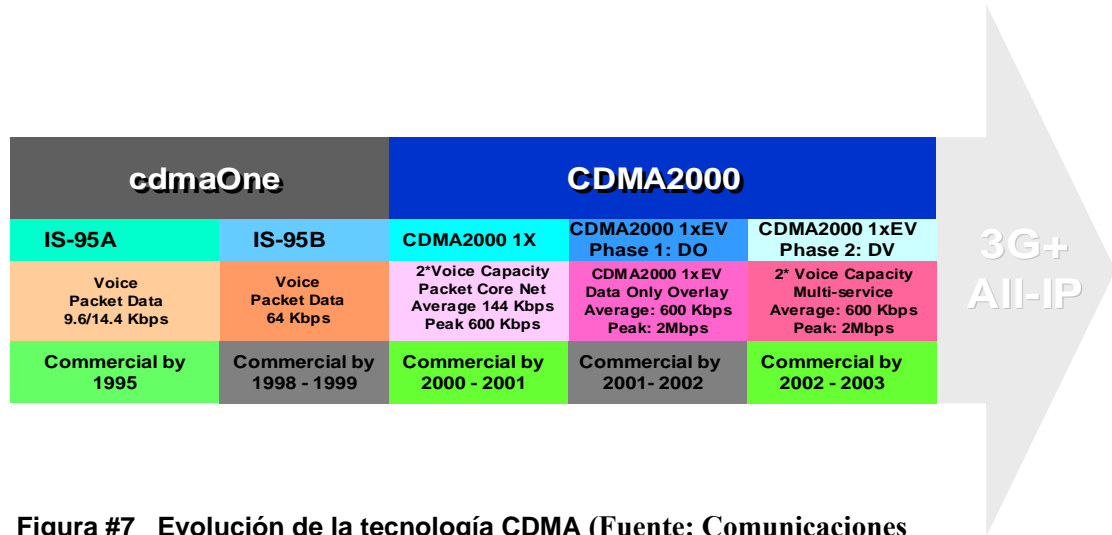 cdmaOne
CDMA2000
IS-95A
IS-95B
CDMA2000 1X
CDMA2000 1xEV
Phase 1: DO
CDMA2000 1xEV
Phase 2: DV
Voice
Packet Data
9.6/14.4 Kbps
Voice
Packet Data
64 Kbps
2*Voice Capacity
Packet Core Net
Average 144 Kbps
Peak 600 Kbps
CDMA2000 1xEV
Data Only Overlay
Average: 600 Kbps
Peak: 2Mbps
2* Voice Capacity
Multi-service
Average: 600 Kbps
Peak: 2Mbps
Commercial by
1995
Commercial by
1998 - 1999
Commercial by
2000 - 2001
Commercial by
2001- 2002
Commercial by
2002 - 2003
3G+
All-IP
Figura #7 Evolución de la tecnología CDMA (Fuente: Comunicaciones